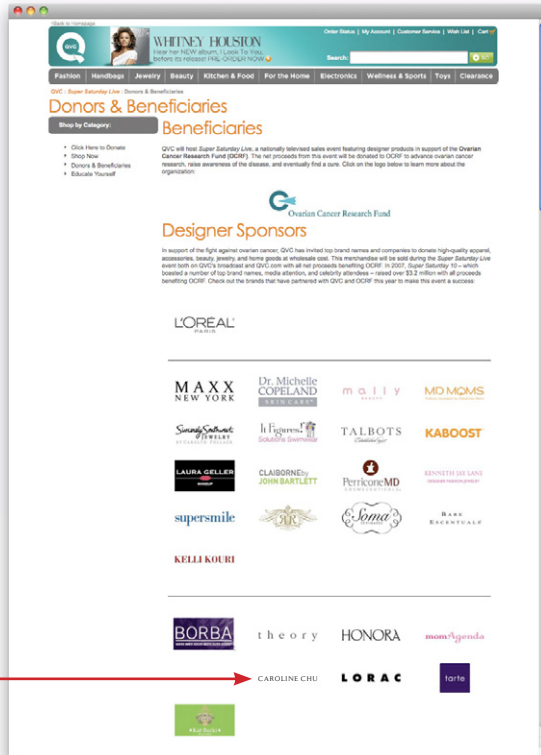 <Back to Homepage
Order Status | My Account | Customer Service | Wish List | Cart
QVC
WHITNEY HOUSTON
Hear her NEW album, I Look To You,
before its release! PRE-ORDER NOW
Search:
GO
Fashion | Handbags | Jewelry | Beauty | Kitchen & Food | For the Home | Electronics | Wellness & Sports | Toys | Clearance
QVC : Super Saturday Live : Donors & Beneficiaries
Donors & Beneficiaries
Shop by Category:
Click Here to Donate
Shop Now
Donors & Beneficiaries
Educate Yourself
Beneficiaries
QVC will host Super Saturday Live, a nationally televised sales event featuring designer products in support of the Ovarian
Cancer Research Fund (OCRF). The net proceeds from this event will be donated to OCRF to advance ovarian cancer
research, raise awareness of the disease, and eventually find a cure. Click on the logo below to learn more about the
organization:
Ovarian Cancer Research Fund
Designer Sponsors
In support of the fight against ovarian cancer, QVC has invited top brand names and companies to donate high-quality apparel,
accessories, beauty, jewelry, and home goods at wholesale cost. This merchandise will be sold during the Super Saturday Live
event both on QVC's broadcast and QVC.com with all net proceeds benefiting OCRF. In 2007, Super Saturday 10 – which
boasted a number of top brand names, media attention, and celebrity attendees – raised over $3.2 million with all proceeds
benefiting OCRF. Check out the brands that have partnered with QVC and OCRF this year to make this event a success:
L'ORÉAL
PARIS
MAXX
NEW YORK
Dr. Michelle
COPELAND
SKIN CARE
mally
BEAUTY
MD MOMS
JEWELRY
It Figures!
Solutions Swimwear
TALBOTS
KABOOST
LAURA GELLER
MAKEUP
CLAIBORNE by
JOHN BARTLETT
PerriconeMD
COSMECEUTICALS
KENNETH JAY LANE
supersmile
Soma
BARE
ESCENTUALS
KELLI KOURI
BORBA
theory
HONORA
momAgenda
CAROLINE CHU
LORAC
tarte